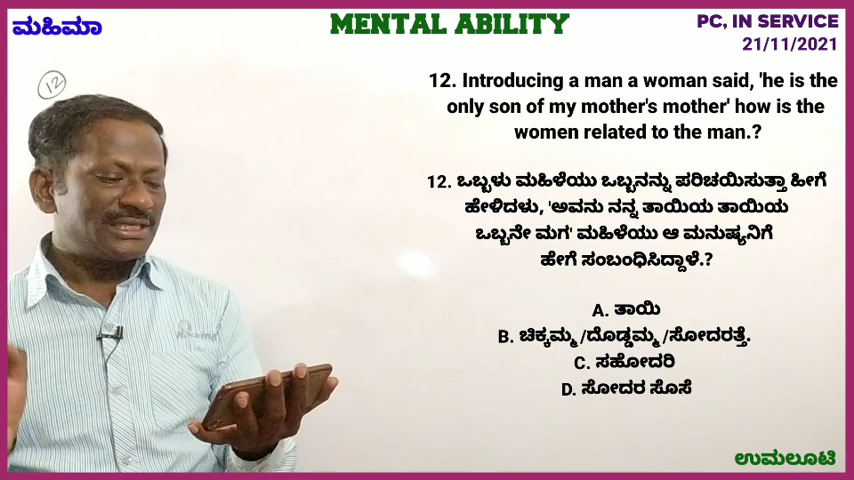 ಮಹಿಮಾ
MENTAL ABILITY
PC, IN SERVICE
21/11/2021
12
12. Introducing a man a woman said, 'he is the
only son of my mother's mother' how is the
women related to the man.?
12. ಒಬ್ಬಳು ಮಹಿಳೆಯು ಒಬ್ಬನನ್ನು ಪರಿಚಯಿಸುತ್ತಾ ಹೀಗೆ
ಹೇಳಿದಳು, 'ಅವನು ನನ್ನ ತಾಯಿಯ ತಾಯಿಯ
ಒಬ್ಬನೇ ಮಗ' ಮಹಿಳೆಯು ಆ ಮನುಷ್ಯನಿಗೆ
ಹೇಗೆ ಸಂಬಂಧಿಸಿದ್ದಾಳೆ.?
A. ತಾಯಿ
B. ಚಿಕ್ಕಮ್ಮ /ದೊಡ್ಡಮ್ಮ /ಸೋದರತ್ತೆ.
C. ಸಹೋದರಿ
D. ಸೋದರ ಸೊಸೆ
ಉಮಲೂಟಿ